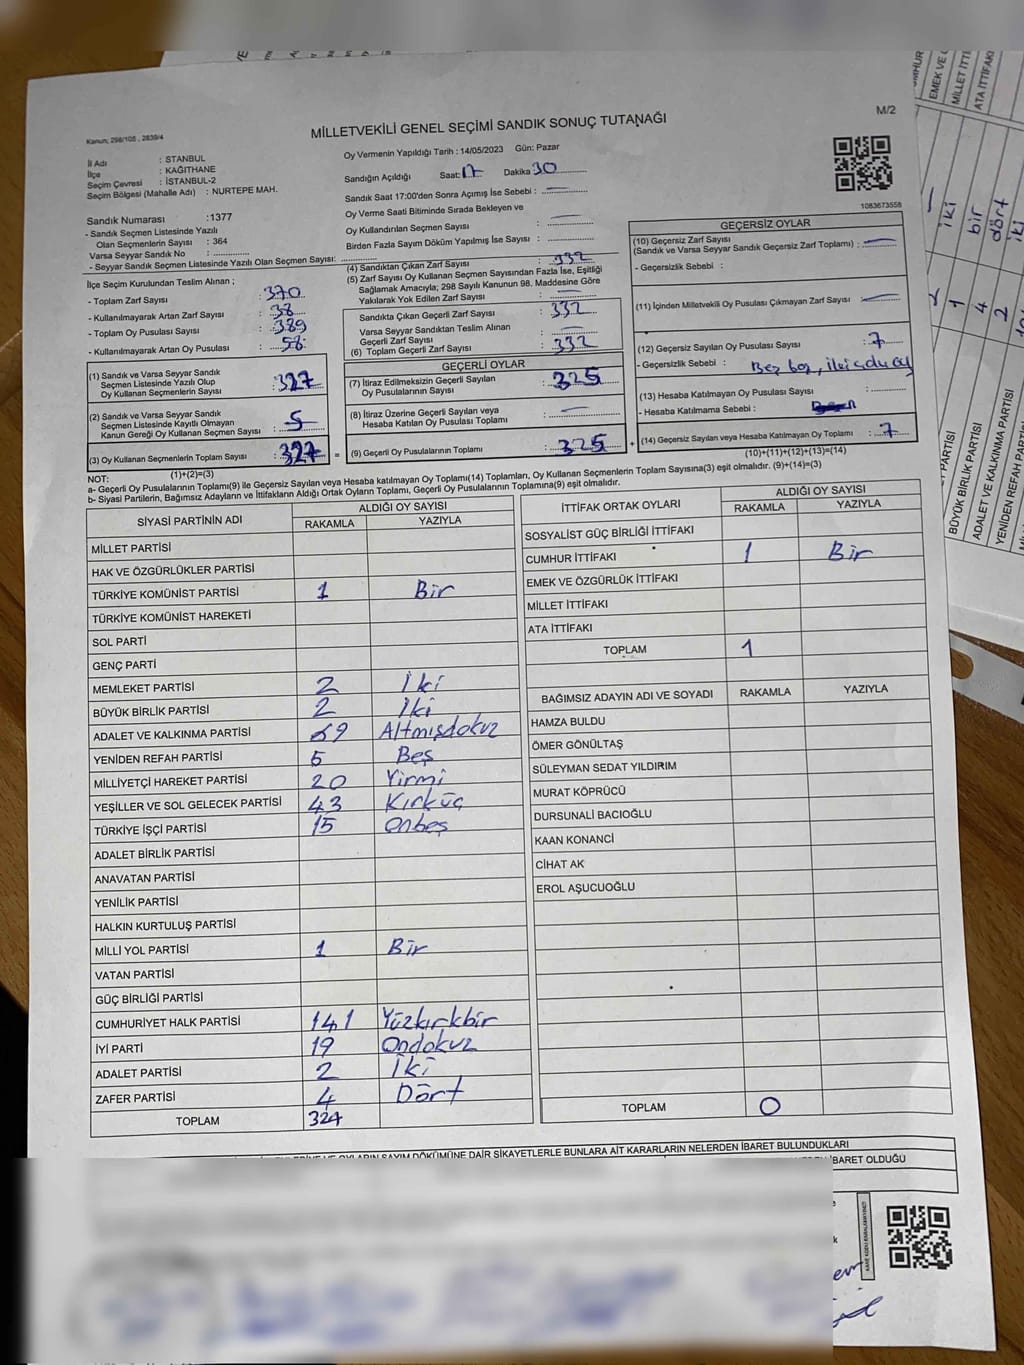 M/2
Kanun: 298/105 , 2839/4
MİLLETVEKİLİ GENEL SEÇİMİ SANDIK SONUÇ TUTANAĞI
İl Adı : STANBUL
İlçe : KAĞITHANE
Seçim Çevresi : İSTANBUL-2
Seçim Bölgesi (Mahalle Adı) : NURTEPE MAH.
Oy Vermenin Yapıldığı Tarih : 14/05/2023 Gün: Pazar
Sandığın Açıldığı Saat: 17 Dakika 30
Sandık Saat 17:00'den Sonra Açımış İse Sebebi : —
Oy Verme Saati Bitiminde Sırada Bekleyen ve
Oy Kullandırılan Seçmen Sayısı : —
Birden Fazla Sayım Döküm Yapılmış İse Sayısı : —
1083673558
Sandık Numarası :1377
- Sandık Seçmen Listesinde Yazılı
Olan Seçmenlerin Sayısı : 364
Varsa Seyyar Sandık No :
- Seyyar Sandık Seçmen Listesinde Yazılı Olan Seçmen Sayısı:
İlçe Seçim Kurulundan Teslim Alınan ;
- Toplam Zarf Sayısı : 370
- Kullanılmayarak Artan Zarf Sayısı : 38
- Toplam Oy Pusulası Sayısı : 389
- Kullanılmayarak Artan Oy Pusulası : 58
(1) Sandık ve Varsa Seyyar Sandık
Seçmen Listesinde Yazılı Olup
Oy Kullanan Seçmenlerin Sayısı : 327
(2) Sandık ve Varsa Seyyar Sandık
Seçmen Listesinde Kayıtlı Olmayan
Kanun Gereği Oy Kullanan Seçmen Sayısı : 5
(3) Oy Kullanan Seçmenlerin Toplam Sayısı : 327
(1)+(2)=(3)
(4) Sandıktan Çıkan Zarf Sayısı : 332
(5) Zarf Sayısı Oy Kullanan Seçmen Sayısından Fazla İse, Eşitliği
Sağlamak Amacıyla; 298 Sayılı Kanunun 98. Maddesine Göre
Yakılarak Yok Edilen Zarf Sayısı : —
Sandıkta Çıkan Geçerli Zarf Sayısı : 332
Varsa Seyyar Sandıktan Teslim Alınan
Geçerli Zarf Sayısı : —
(6) Toplam Geçerli Zarf Sayısı : 332
GEÇERLİ OYLAR
(7) İtiraz Edilmeksizin Geçerli Sayılan
Oy Pusulalarının Sayısı : 325
(8) İtiraz Üzerine Geçerli Sayılan veya
Hesaba Katılan Oy Pusulası Toplamı : —
= (9) Geçerli Oy Pusulalarının Toplamı : 325 +
GEÇERSİZ OYLAR
(10) Geçersiz Zarf Sayısı
(Sandık ve Varsa Seyyar Sandık Geçersiz Zarf Toplamı) : —
- Geçersizlik Sebebi :
(11) İçinden Milletvekili Oy Pusulası Çıkmayan Zarf Sayısı : —
(12) Geçersiz Sayılan Oy Pusulası Sayısı : 7
- Geçersizlik Sebebi :
(13) Hesaba Katılmayan Oy Pusulası Sayısı :
- Hesaba Katılmama Sebebi :
(14) Geçersiz Sayılan veya Hesaba Katılmayan Oy Toplamı : 7
(10)+(11)+(12)+(13)=(14)
NOT:
a- Geçerli Oy Pusulalarının Toplamı(9) ile Geçersiz Sayılan veya Hesaba katılmayan Oy Toplamı(14) Toplamları, Oy Kullanan Seçmenlerin Toplam Sayısına(3) eşit olmalıdır. (9)+(14)=(3)
b- Siyasi Partilerin, Bağımsız Adayların ve İttifakların Aldığı Ortak Oyların Toplamı, Geçerli Oy Pusulalarının Toplamına(9) eşit olmalıdır.
SİYASİ PARTİNİN ADI ALDIĞI OY SAYISI
RAKAMLA YAZIYLA
MİLLET PARTİSİ
HAK VE ÖZGÜRLÜKLER PARTİSİ
TÜRKİYE KOMÜNİST PARTİSİ 1 Bir
TÜRKİYE KOMÜNİST HAREKETİ
SOL PARTİ
GENÇ PARTİ
MEMLEKET PARTİSİ 2 İki
BÜYÜK BİRLİK PARTİSİ 2 İki
ADALET VE KALKINMA PARTİSİ 69 Altmışdokuz
YENİDEN REFAH PARTİSİ 5 Beş
MİLLİYETÇİ HAREKET PARTİSİ 20 Yirmi
YEŞİLLER VE SOL GELECEK PARTİSİ 43 Kırküç
TÜRKİYE İŞÇİ PARTİSİ 15 Onbeş
ADALET BİRLİK PARTİSİ
ANAVATAN PARTİSİ
YENİLİK PARTİSİ
HALKIN KURTULUŞ PARTİSİ
MİLLİ YOL PARTİSİ 1 Bir
VATAN PARTİSİ
GÜÇ BİRLİĞİ PARTİSİ
CUMHURİYET HALK PARTİSİ 141 Yüzkırkbir
İYİ PARTİ 19 Ondokuz
ADALET PARTİSİ 2 İki
ZAFER PARTİSİ 4 Dört
TOPLAM 324
İTTİFAK ORTAK OYLARI ALDIĞI OY SAYISI
RAKAMLA YAZIYLA
SOSYALİST GÜÇ BİRLİĞİ İTTİFAKI
CUMHUR İTTİFAKI 1 Bir
EMEK VE ÖZGÜRLÜK İTTİFAKI
MİLLET İTTİFAKI
ATA İTTİFAKI
TOPLAM 1
BAĞIMSIZ ADAYIN ADI VE SOYADI RAKAMLA YAZIYLA
HAMZA BULDU
ÖMER GÖNÜLTAŞ
SÜLEYMAN SEDAT YILDIRIM
MURAT KÖPRÜCÜ
DURSUNALİ BACIOĞLU
KAAN KONANCİ
CİHAT AK
EROL AŞUCUOĞLU
TOPLAM 0
OYLARIN SAYIM DÖKÜMÜNE DAİR ŞİKAYETLERLE BUNLARA AİT KARARLARIN NELERDEN İBARET BULUNDUKLARI
İBARET OLDUĞU
EMEK VE
MİLLET İTTİ
ATA İTTİFAKI
iki
bir
dört
1
4
2
PARTİSİ
BÜYÜK BİRLİK PARTİSİ
ADALET VE KALKINMA PARTİSİ
YENİDEN REFAH PARTİSİ